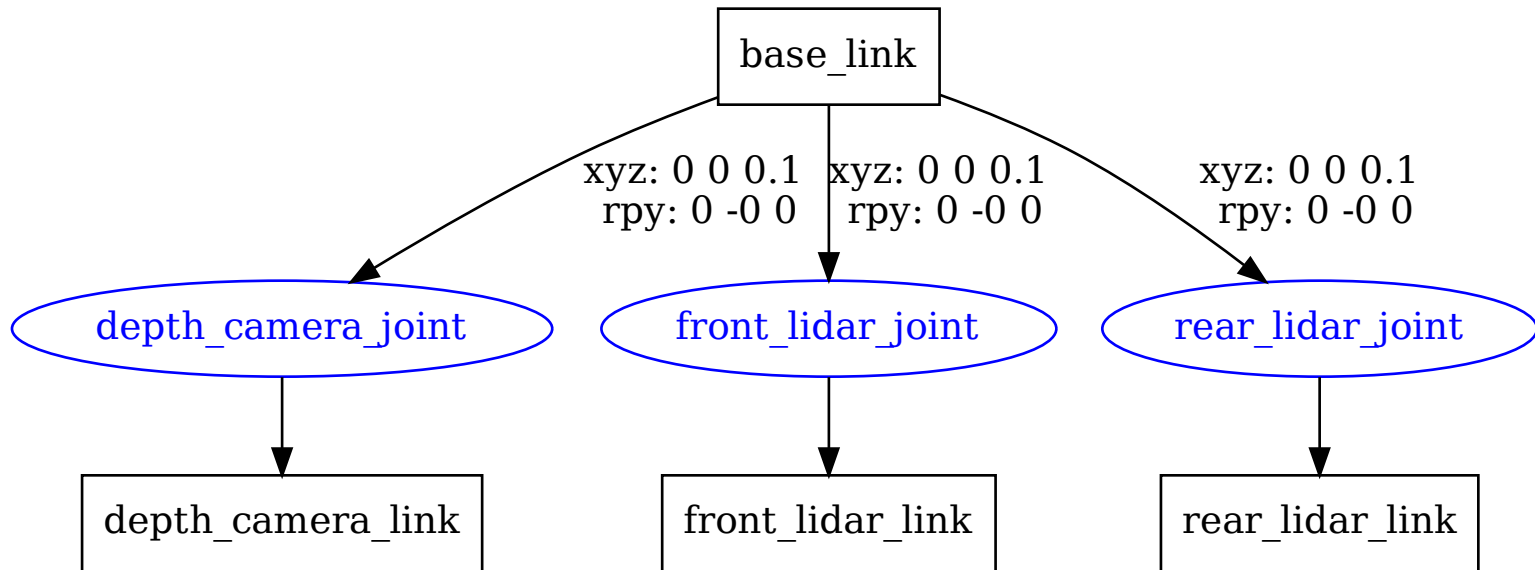 base_link
xyz: 0 0 0.1
rpy: 0 -0 0
xyz: 0 0 0.1
rpy: 0 -0 0
xyz: 0 0 0.1
rpy: 0 -0 0
depth_camera_joint
front_lidar_joint
rear_lidar_joint
depth_camera_link
front_lidar_link
rear_lidar_link